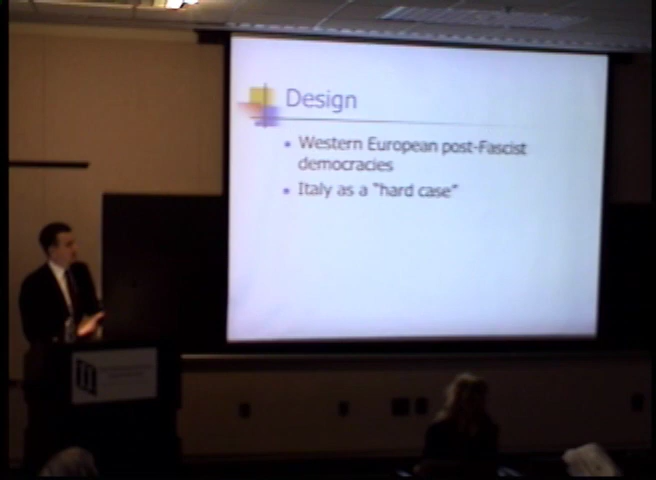 Design
Western European post-Fascist
democracies
Italy as a "hard case"